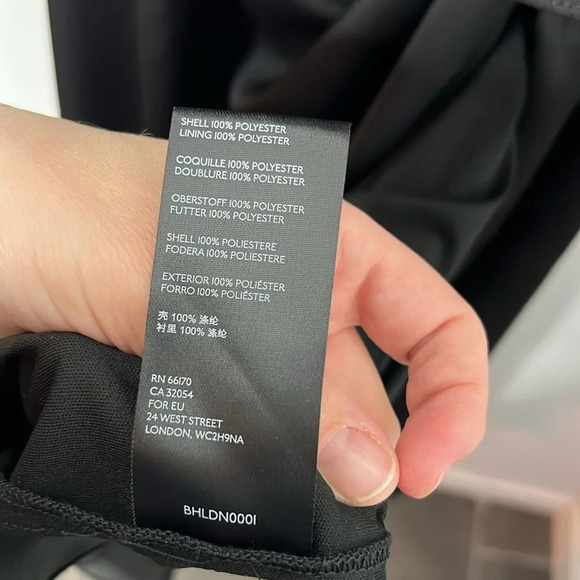 SHELL 100% POLYESTER
LINING 100% POLYESTER
COQUILLE 100% POLYESTER
DOUBLURE 100% POLYESTER
OBERSTOFF 100% POLYESTER
FUTTER 100% POLYESTER
SHELL 100% POLIESTERE
FODERA 100% POLIESTERE
EXTERIOR 100% POLIÉSTER
FORRO 100% POLIÉSTER
壳 100% 涤纶
衬里 100% 涤纶
RN 66170
CA 32054
FOR EU
24 WEST STREET
LONDON, WC2H9NA
BHLDN0001